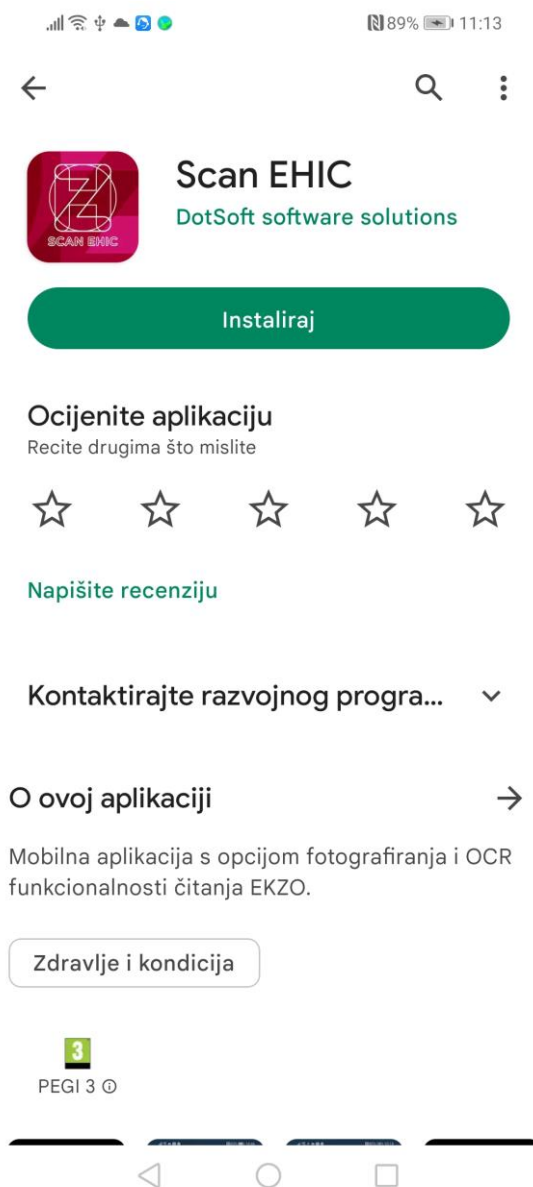 89% 11:13
Scan EHIC
DotSoft software solutions
SCAN EHIC
Instaliraj
Ocijenite aplikaciju
Recite drugima što mislite
Napišite recenziju
Kontaktirajte razvojnog progra...
O ovoj aplikaciji
Mobilna aplikacija s opcijom fotografiranja i OCR
funkcionalnosti čitanja EKZO.
Zdravlje i kondicija
3
PEGI 3